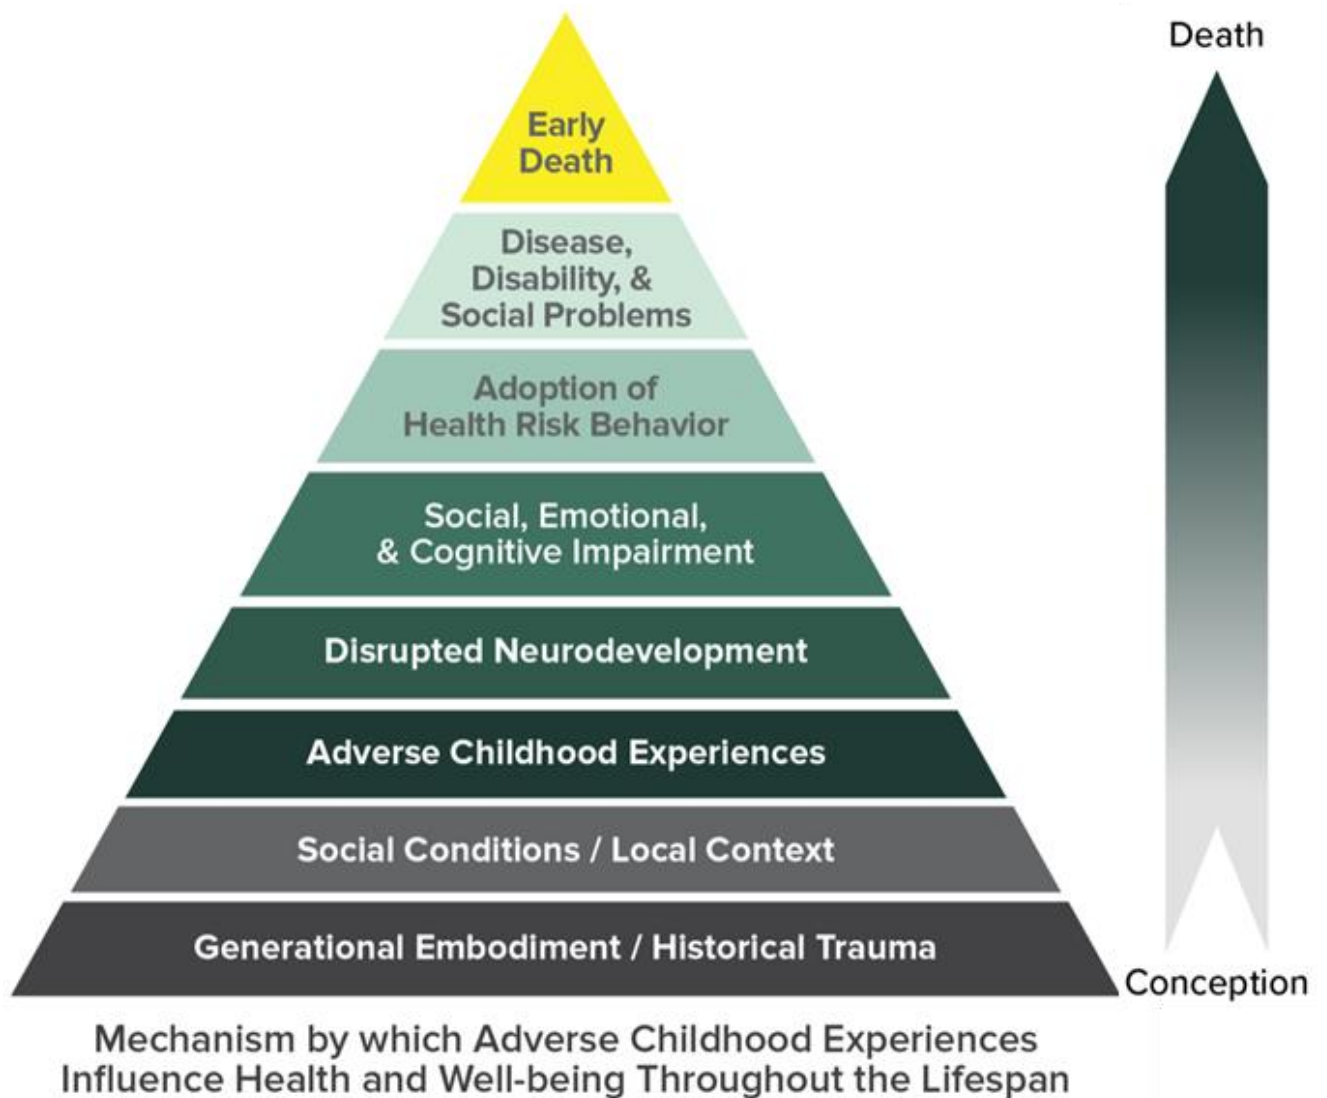 Death
Early
Death
Disease,
Disability, &
Social Problems
Adoption of
Health Risk Behavior
Social, Emotional,
& Cognitive Impairment
Disrupted Neurodevelopment
Adverse Childhood Experiences
Social Conditions / Local Context
Generational Embodiment / Historical Trauma
Conception
Mechanism by which Adverse Childhood Experiences
Influence Health and Well-being Throughout the Lifespan